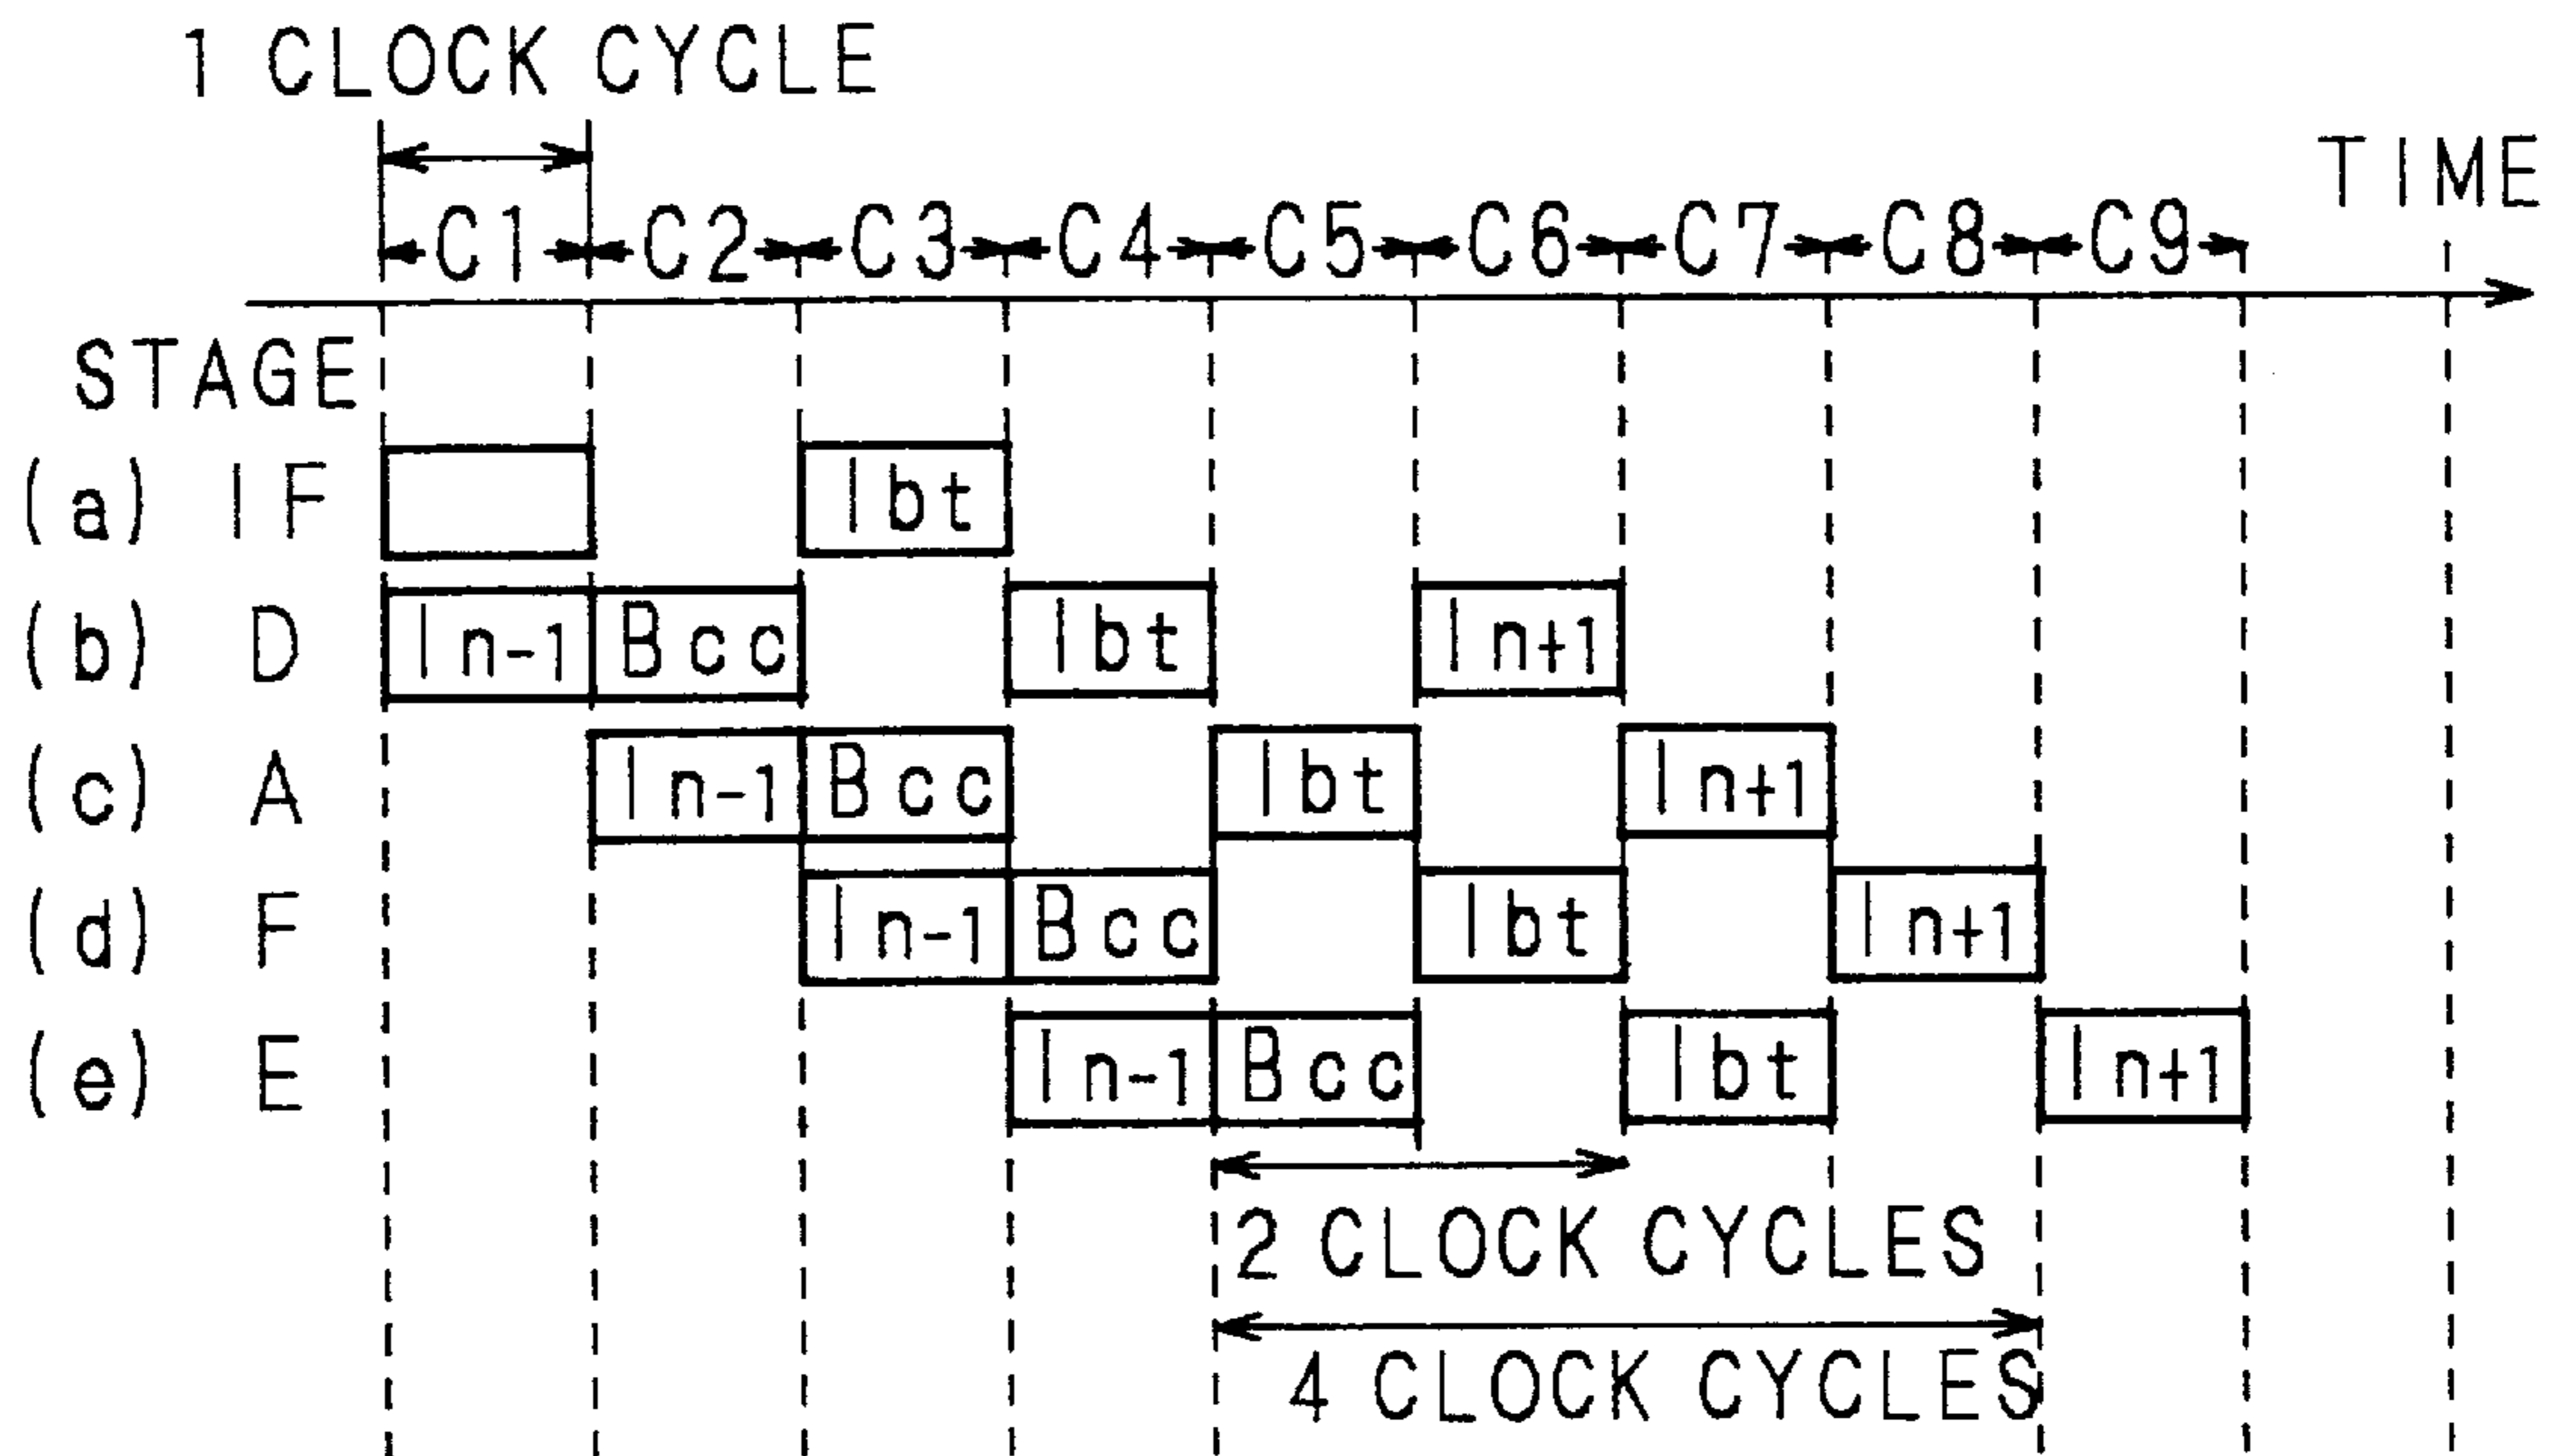 1 CLOCK CYCLE
TIME
C1 C2 C3 C4 C5 C6 C7 C8 C9
STAGE
(a) IF Ibt
(b) D In-1 Bcc Ibt In+1
(c) A In-1 Bcc Ibt In+1
(d) F In-1 Bcc Ibt In+1
(e) E In-1 Bcc Ibt In+1
2 CLOCK CYCLES
4 CLOCK CYCLES